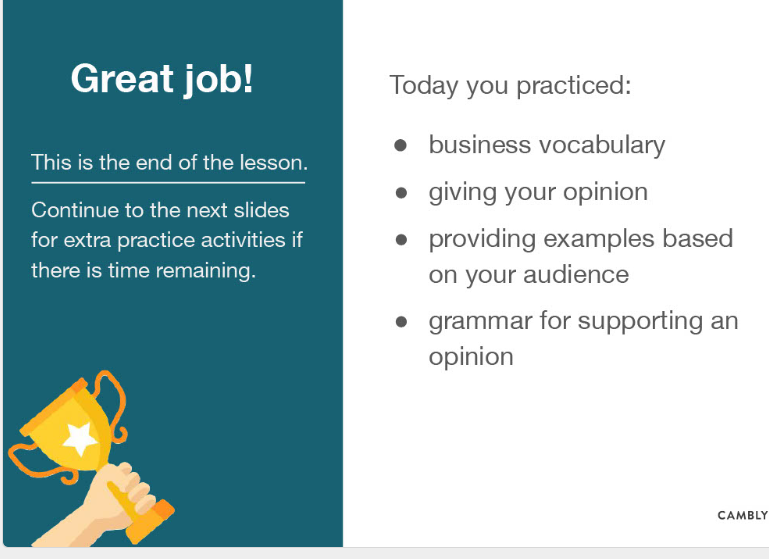 Great job!
This is the end of the lesson.
Continue to the next slides
for extra practice activities if
there is time remaining.
Today you practiced:
● business vocabulary
● giving your opinion
● providing examples based
on your audience
● grammar for supporting an
opinion
CAMBLY